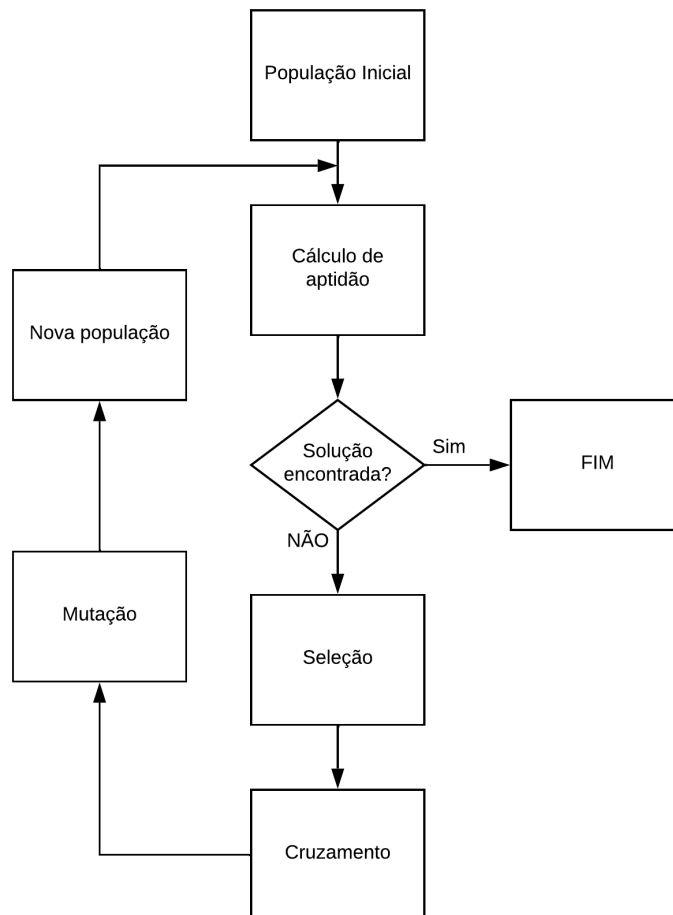 População Inicial
Cálculo de
aptidão
Nova população
Solução
encontrada?
Sim
FIM
NÃO
Mutação
Seleção
Cruzamento